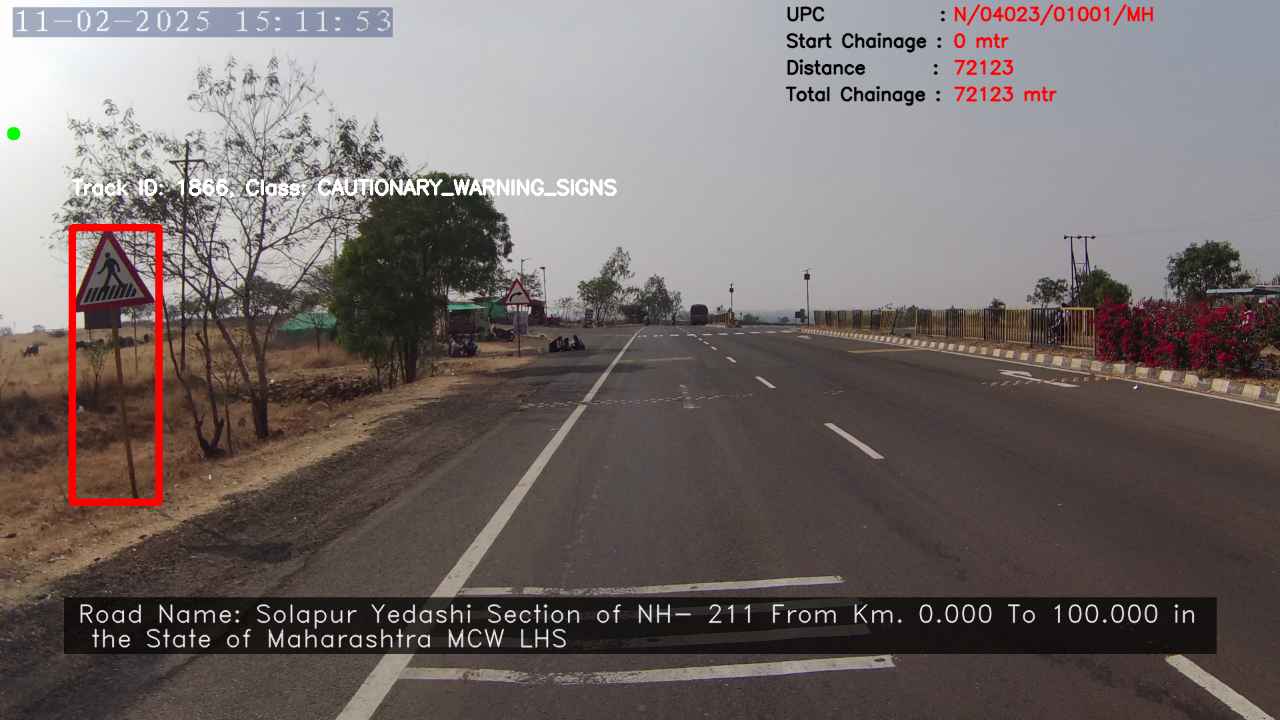 11-02-2025 15:11:53
UPC : N/04023/01001/MH
Start Chainage : 0 mtr
Distance : 72123
Total Chainage : 72123 mtr
Track ID: 1866, Class: CAUTIONARY_WARNING_SIGNS
Road Name: Solapur Yedashi Section of NH- 211 From Km. 0.000 To 100.000 in
the State of Maharashtra MCW LHS